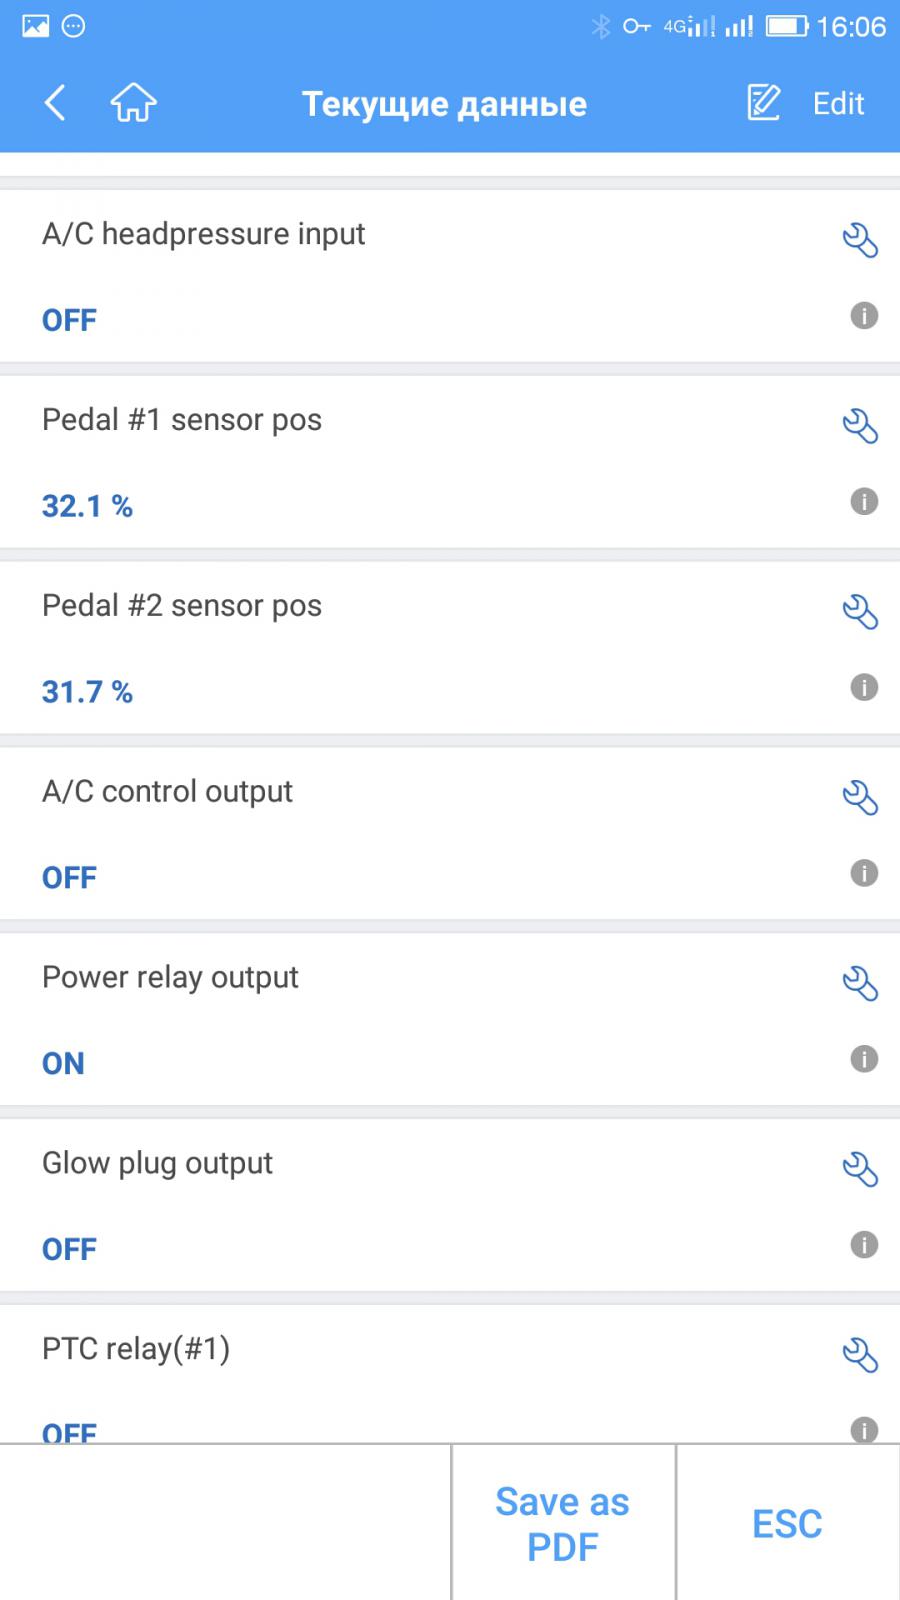 4G 16:06
Текущие данные Edit
A/C headpressure input
OFF
Pedal #1 sensor pos
32.1 %
Pedal #2 sensor pos
31.7 %
A/C control output
OFF
Power relay output
ON
Glow plug output
OFF
PTC relay(#1)
OFF
Save as
PDF
ESC